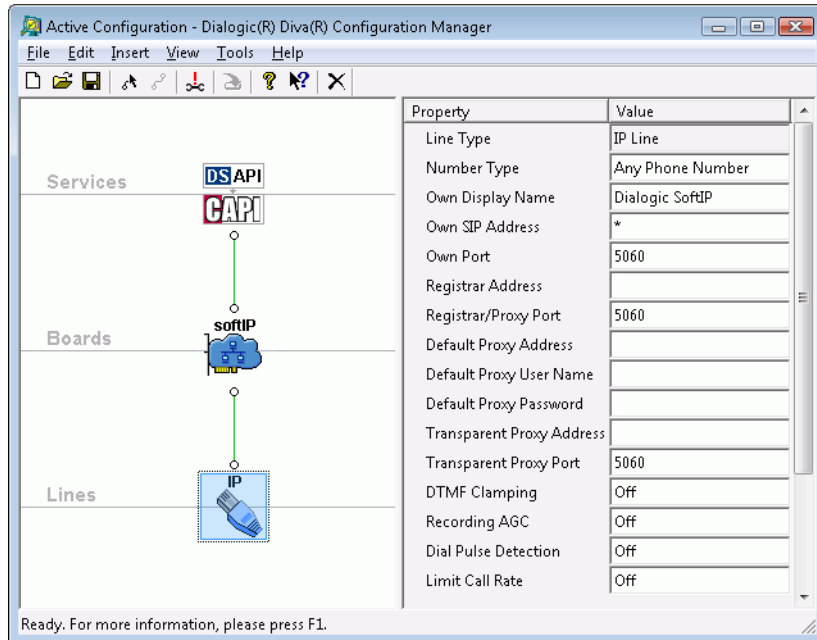 Active Configuration - Dialogic(R) Diva(R) Configuration Manager
File Edit Insert View Tools Help
Services
DS API
CAPI
softIP
Boards
IP
Lines
Property Value
Line Type IP Line
Number Type Any Phone Number
Own Display Name Dialogic SoftIP
Own SIP Address *
Own Port 5060
Registrar Address
Registrar/Proxy Port 5060
Default Proxy Address
Default Proxy User Name
Default Proxy Password
Transparent Proxy Address
Transparent Proxy Port 5060
DTMF Clamping Off
Recording AGC Off
Dial Pulse Detection Off
Limit Call Rate Off
Ready. For more information, please press F1.